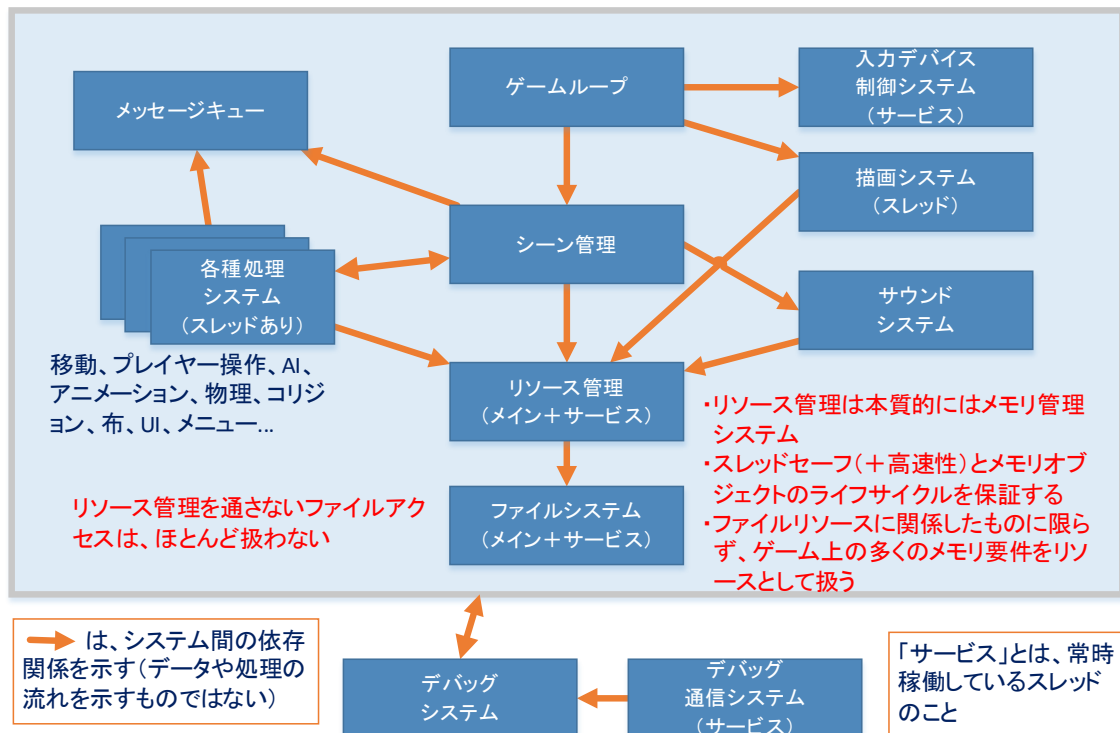 メッセージキュー
ゲームループ
入力デバイス
制御システム
(サービス)
描画システム
(スレッド)
シーン管理
各種処理
システム
(スレッドあり)
サウンド
システム
移動、プレイヤー操作、AI、
アニメーション、物理、コリジ
ョン、布、UI、メニュー...
リソース管理
(メイン+サービス)
・リソース管理は本質的にはメモリ管理
システム
・スレッドセーフ(+高速性)とメモリオブ
ジェクトのライフサイクルを保証する
・ファイルリソースに関係したものに限ら
ず、ゲーム上の多くのメモリ要件をリソ
ースとして扱う
リソース管理を通さないファイルアク
セスは、ほとんど扱わない
ファイルシステム
(メイン+サービス)
は、システム間の依存
関係を示す(データや処理の
流れを示すものではない)
デバッグ
システム
デバッグ
通信システム
(サービス)
「サービス」とは、常時
稼働しているスレッド
のこと